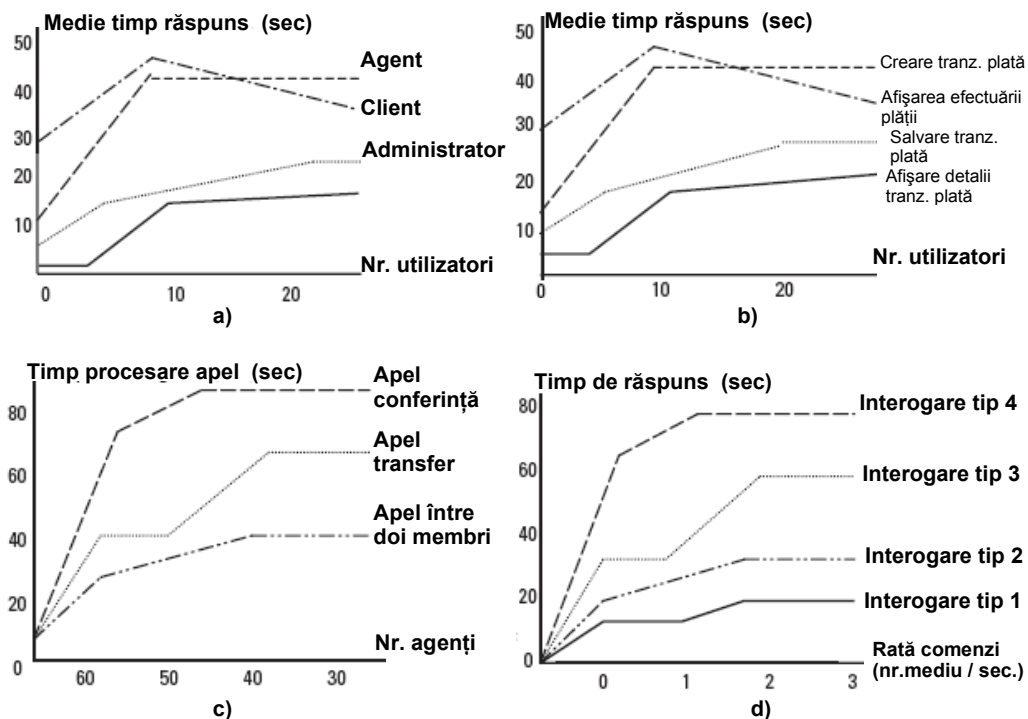 Medie timp răspuns (sec)
50
40
30
20
10
Agent
Client
Administrator
Nr. utilizatori
0 10 20
a)
Medie timp răspuns (sec)
50
40
30
20
10
Creare tranz. plată
Afişarea efectuării
plăţii
Salvare tranz.
plată
Afişare detalii
tranz. plată
Nr. utilizatori
0 10 20
b)
Timp procesare apel (sec)
80
60
40
20
0
Apel
conferinţă
Apel
transfer
Apel între
doi membri
Nr. agenţi
60 50 40 30
c)
Timp de răspuns (sec)
80
60
40
20
0
Interogare tip 4
Interogare tip 3
Interogare tip 2
Interogare tip 1
Rată comenzi
(nr.mediu / sec.)
0 1 2 3
d)